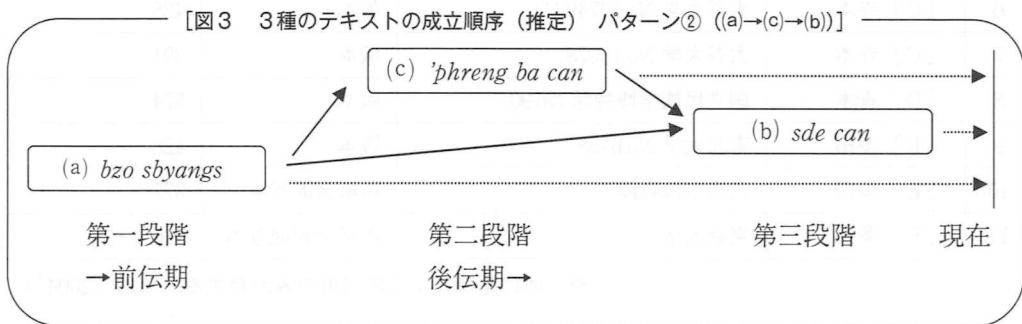 [図3 3種のテキストの成立順序(推定) パターン② ((a)→(c)→(b))]
(c) 'phreng ba can
(b) sde can
(a) bzo sbyangs
第一段階 第二段階 第三段階 現在
→前伝期 後伝期→